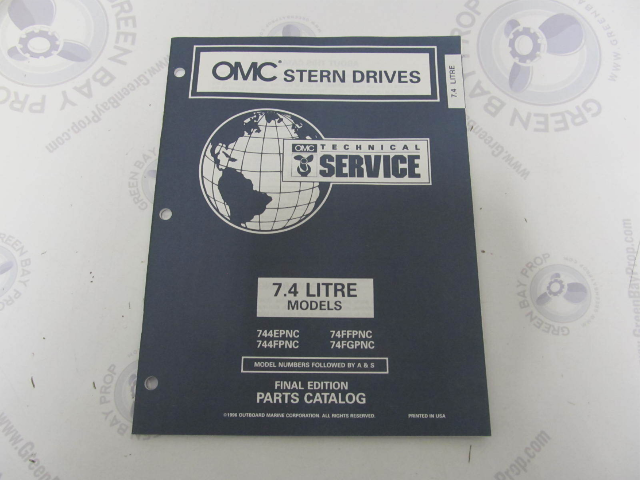 OMC® STERN DRIVES
7.4 LITRE
OMC TECHNICAL
SERVICE
7.4 LITRE
MODELS
744EPNC 74FFPNC
744FPNC 74FGPNC
MODEL NUMBERS FOLLOWED BY A & S
FINAL EDITION
PARTS CATALOG
©1996 OUTBOARD MARINE CORPORATION. ALL RIGHTS RESERVED. PRINTED IN USA
GREEN BAY PROP
www.GreenBayProp.com